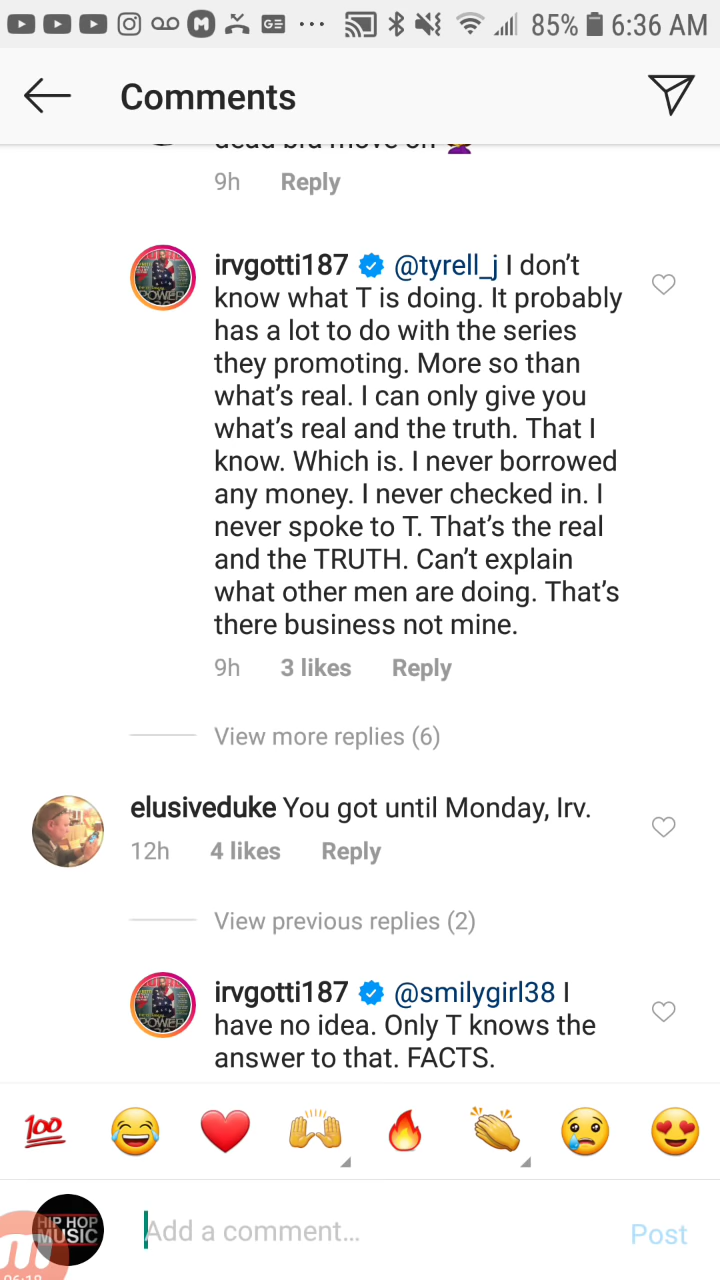 85% 6:36 AM
Comments
dead bra move on
9h Reply
irvgotti187 @tyrell_j I don't
know what T is doing. It probably
has a lot to do with the series
they promoting. More so than
what's real. I can only give you
what's real and the truth. That I
know. Which is. I never borrowed
any money. I never checked in. I
never spoke to T. That's the real
and the TRUTH. Can't explain
what other men are doing. That's
there business not mine.
9h 3 likes Reply
View more replies (6)
elusiveduke You got until Monday, Irv.
12h 4 likes Reply
View previous replies (2)
irvgotti187 @smilygirl38 I
have no idea. Only T knows the
answer to that. FACTS.
HIP HOP
MUSIC
Add a comment...
Post
06:18